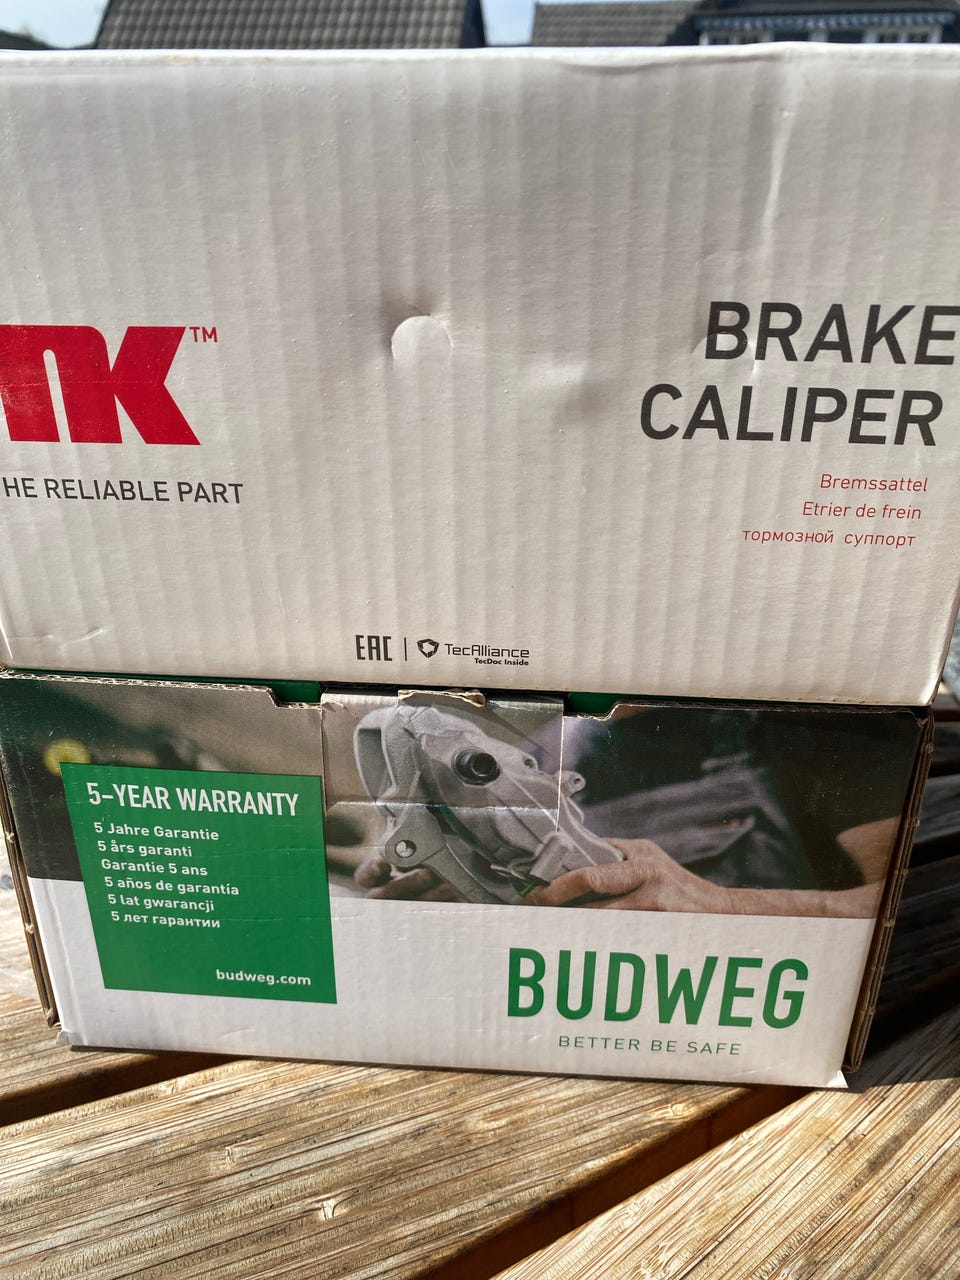 NK™
HE RELIABLE PART
BRAKE
CALIPER
Bremssattel
Etrier de frein
тормозной суппорт
EAC
TecAlliance
TecDoc Inside
5-YEAR WARRANTY
5 Jahre Garantie
5 års garanti
Garantie 5 ans
5 años de garantía
5 lat gwarancji
5 лет гарантии
budweg.com
BUDWEG
BETTER BE SAFE